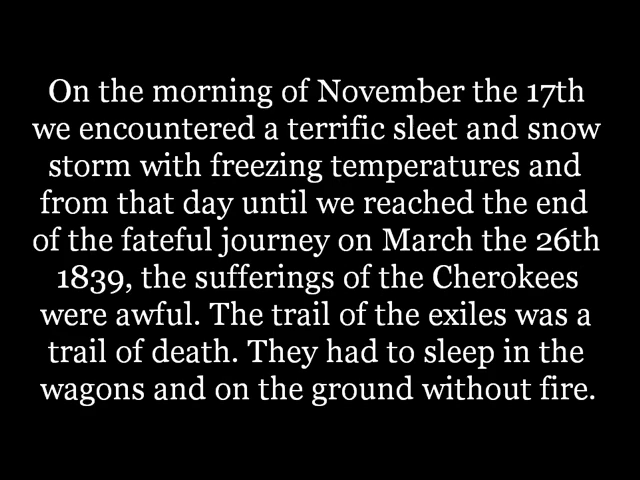 On the morning of November the 17th
we encountered a terrific sleet and snow
storm with freezing temperatures and
from that day until we reached the end
of the fateful journey on March the 26th
1839, the sufferings of the Cherokees
were awful. The trail of the exiles was a
trail of death. They had to sleep in the
wagons and on the ground without fire.